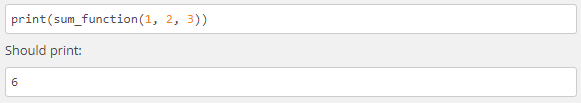 print(sum_function(1, 2, 3))
Should print:
6